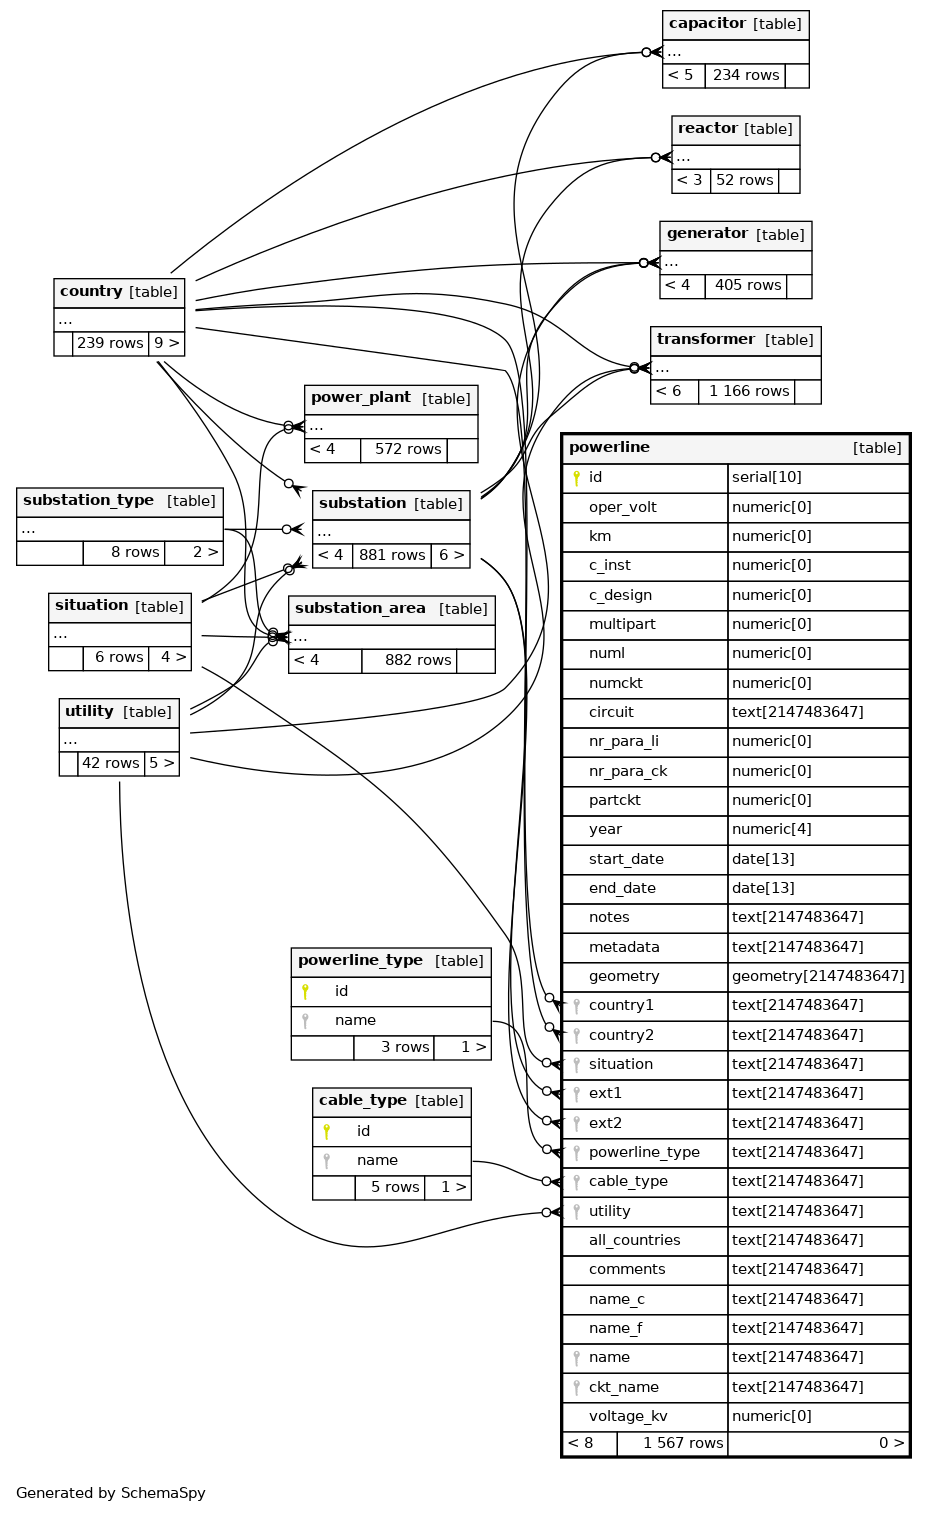 capacitor [table]
...
< 5 234 rows
reactor [table]
...
< 3 52 rows
generator [table]
...
< 4 405 rows
country [table]
...
239 rows 9 >
transformer [table]
...
< 6 1 166 rows
power_plant [table]
...
< 4 572 rows
substation_type [table]
...
8 rows 2 >
substation [table]
...
< 4 881 rows 6 >
situation [table]
...
6 rows 4 >
substation_area [table]
...
< 4 882 rows
utility [table]
...
42 rows 5 >
powerline_type [table]
id
name
3 rows 1 >
cable_type [table]
id
name
5 rows 1 >
powerline [table]
id serial[10]
oper_volt numeric[0]
km numeric[0]
c_inst numeric[0]
c_design numeric[0]
multipart numeric[0]
numl numeric[0]
numckt numeric[0]
circuit text[2147483647]
nr_para_li numeric[0]
nr_para_ck numeric[0]
partckt numeric[0]
year numeric[4]
start_date date[13]
end_date date[13]
notes text[2147483647]
metadata text[2147483647]
geometry geometry[2147483647]
country1 text[2147483647]
country2 text[2147483647]
situation text[2147483647]
ext1 text[2147483647]
ext2 text[2147483647]
powerline_type text[2147483647]
cable_type text[2147483647]
utility text[2147483647]
all_countries text[2147483647]
comments text[2147483647]
name_c text[2147483647]
name_f text[2147483647]
name text[2147483647]
ckt_name text[2147483647]
voltage_kv numeric[0]
< 8 1 567 rows 0 >
Generated by SchemaSpy